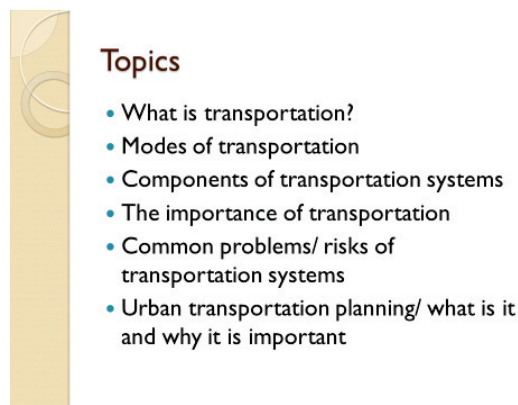 Topics
• What is transportation?
• Modes of transportation
• Components of transportation systems
• The importance of transportation
• Common problems/ risks of
transportation systems
• Urban transportation planning/ what is it
and why it is important